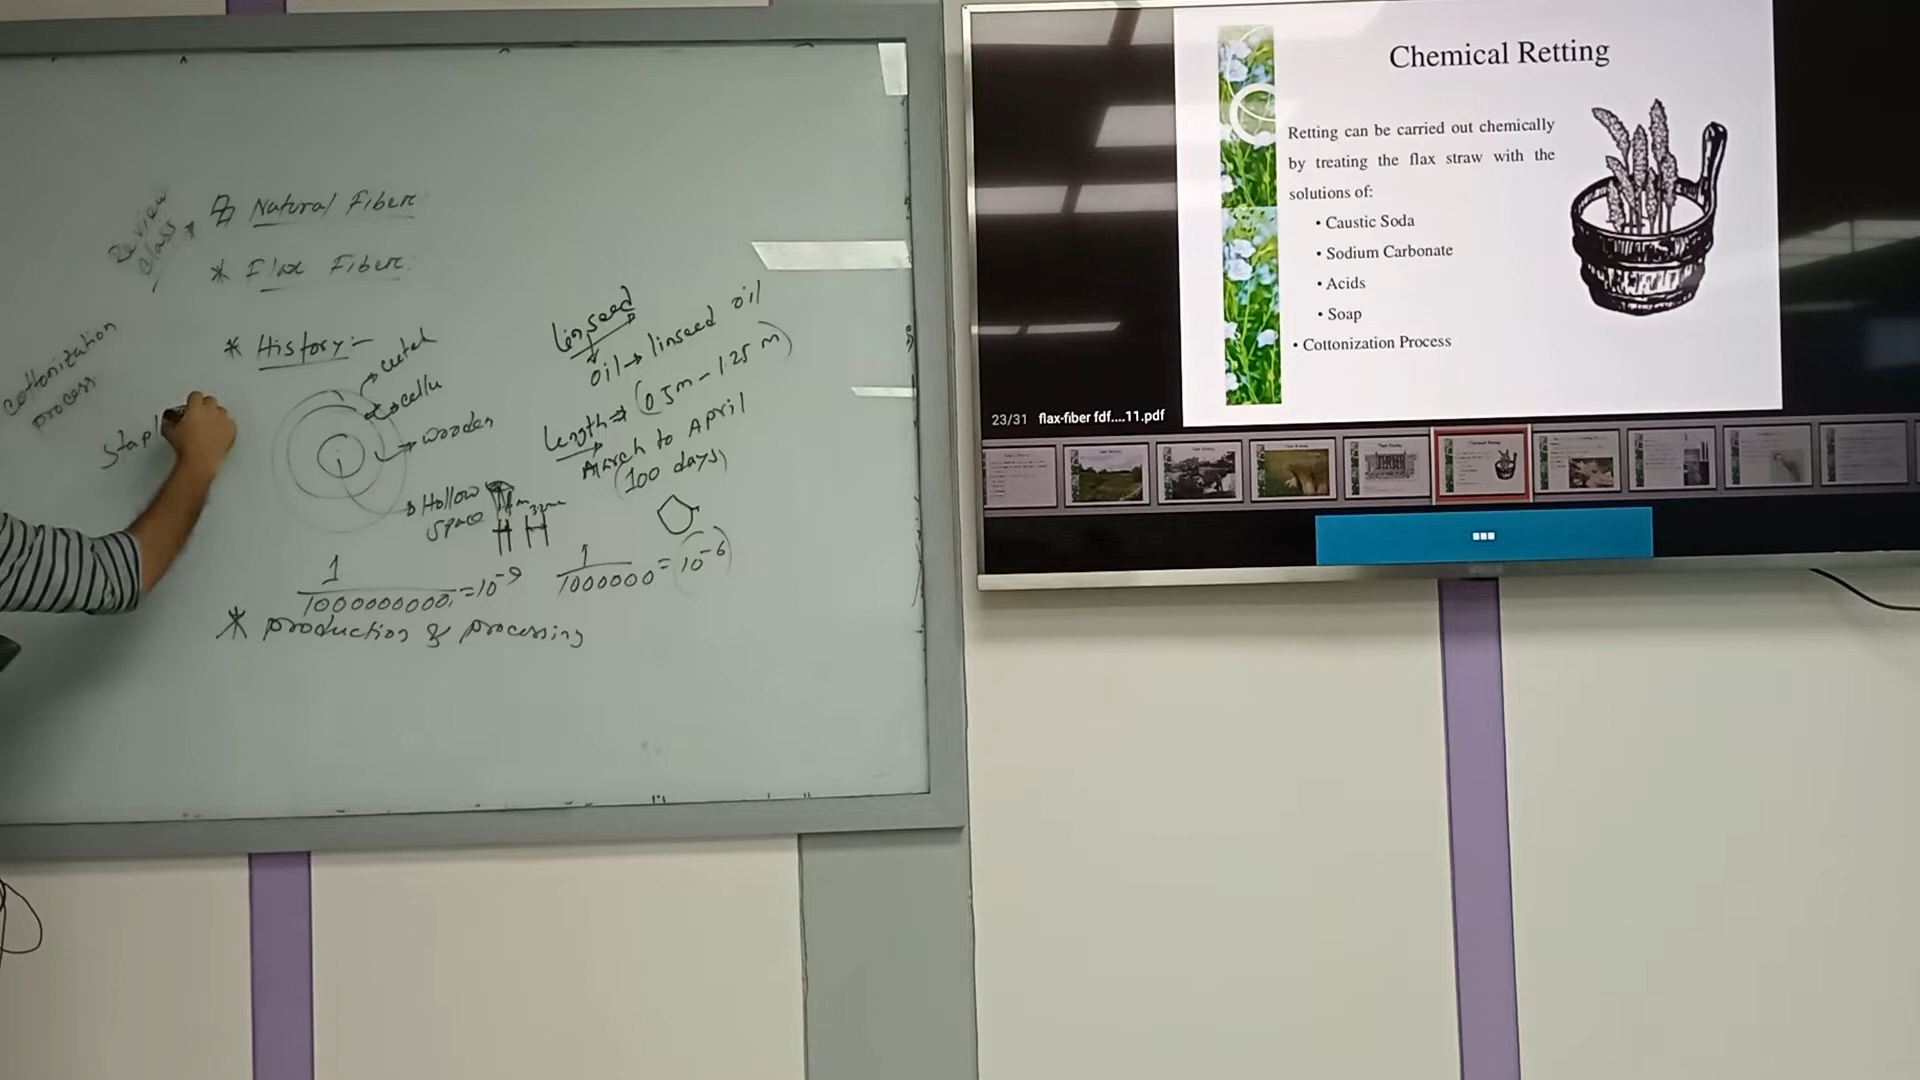 Review
class
Natural Fiber
* Flax Fiber
* History:-
cottonization
process
Stapl
cutel
cellu
wooden
Hollow
space
linseed
oil → linseed oil
length ⇒ (0.5m - 1.25 m)
March to April
(100 days)
1/1000000000 = 10⁻⁹
1/1000000 = 10⁻⁶
* production & processing
Chemical Retting
Retting can be carried out chemically
by treating the flax straw with the
solutions of:
• Caustic Soda
• Sodium Carbonate
• Acids
• Soap
• Cottonization Process
23/31 flax-fiber fdf....11.pdf